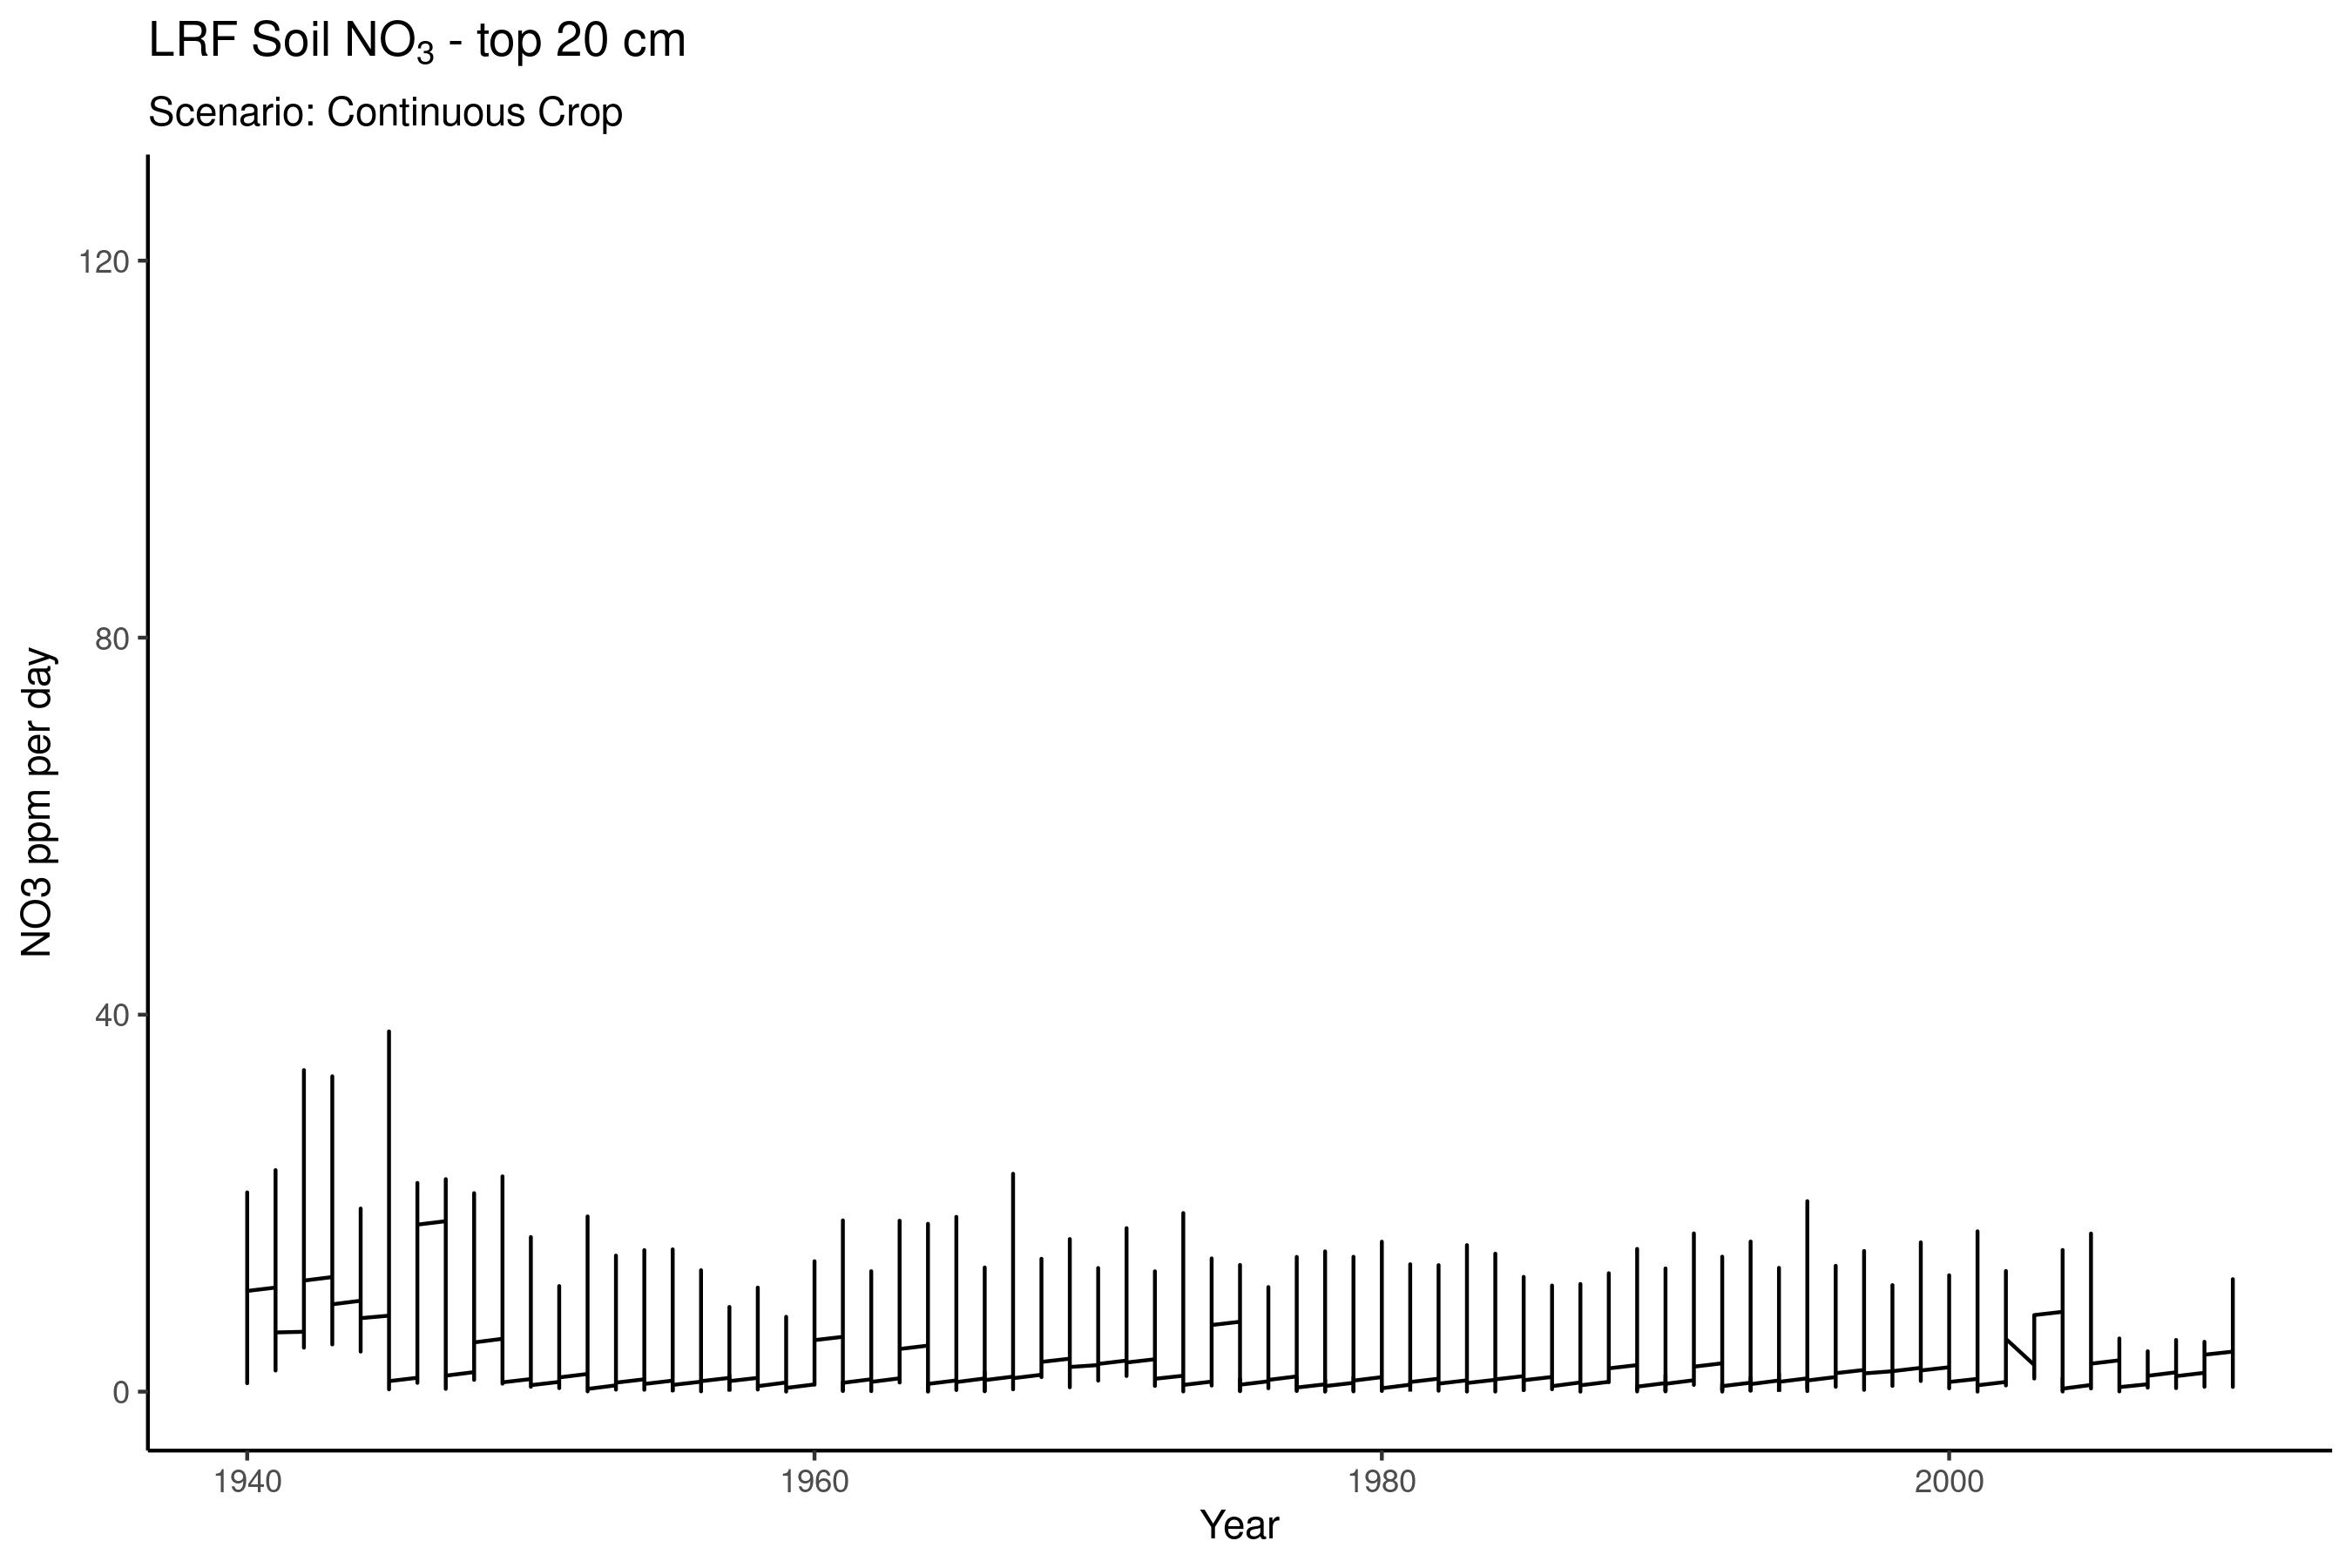 LRF Soil NO₃ - top 20 cm
Scenario: Continuous Crop
NO3 ppm per day
120
80
40
0
1940 1960 1980 2000
Year